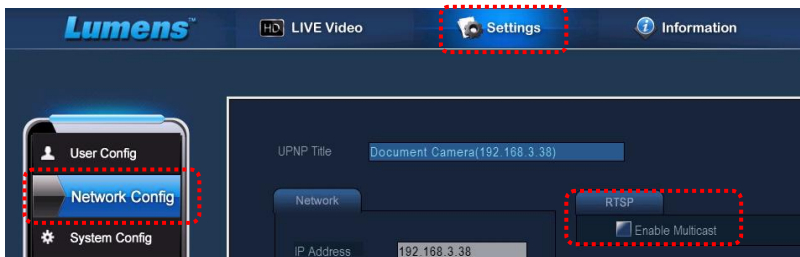 Lumens™ HD LIVE Video Settings Information
UPNP Title Document Camera(192.168.3.38)
User Config
Network Config
System Config
Network
IP Address 192.168.3.38
RTSP
Enable Multicast